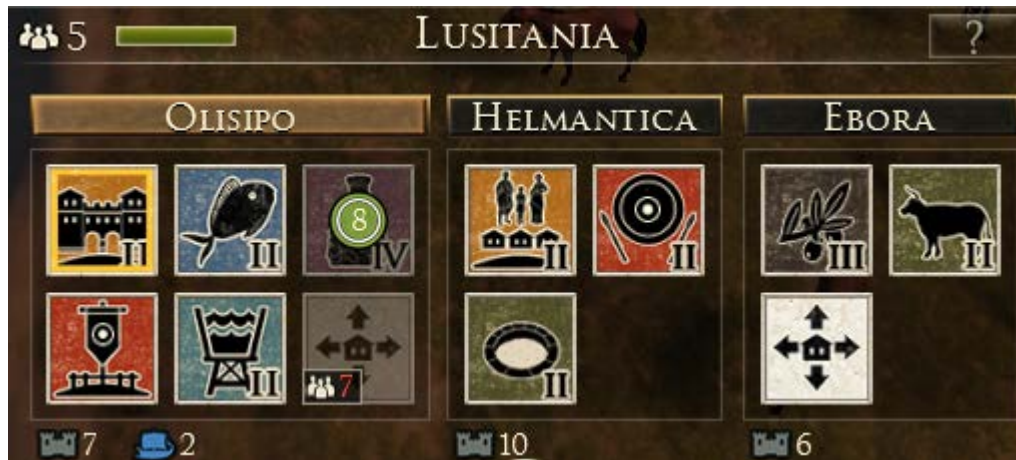 5 LUSITANIA ?
OLISIPO HELMANTICA EBORA
II II 8 IV II II III II
II 7 II
7 2 10 6